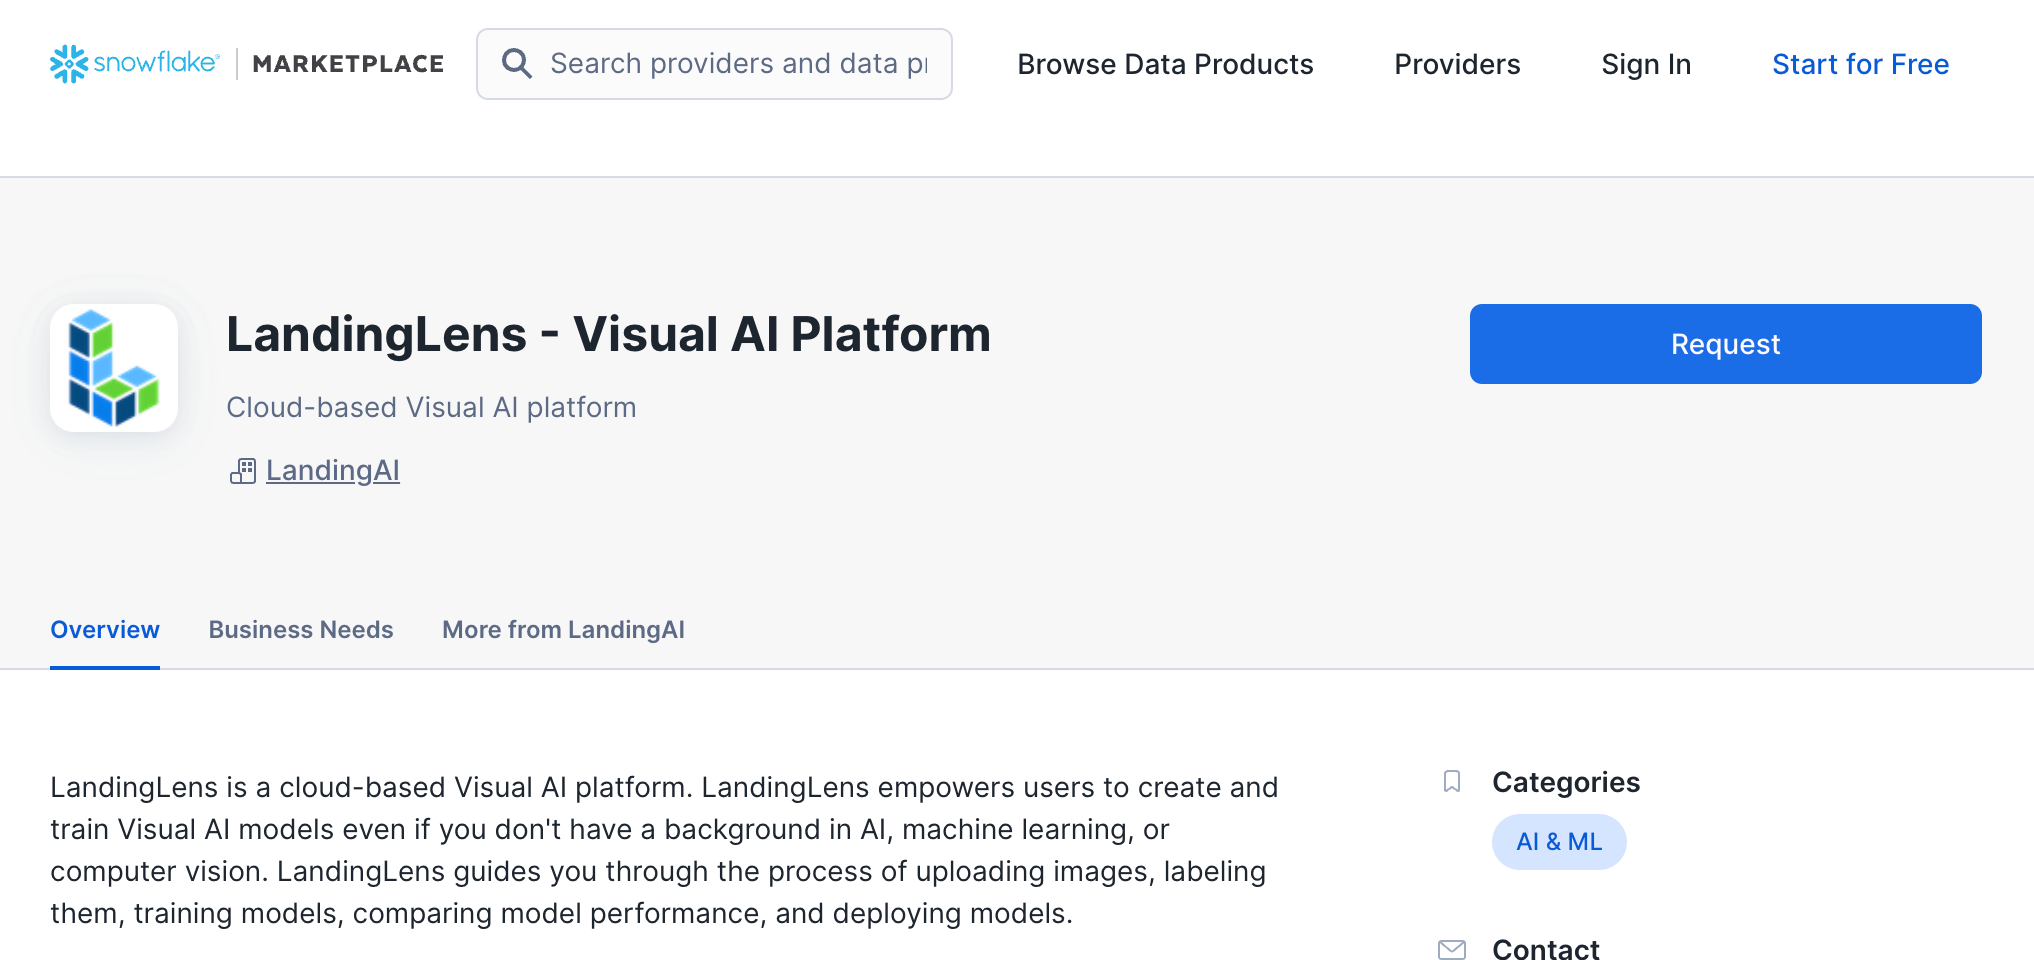 snowflake MARKETPLACE
Search providers and data pr
Browse Data Products
Providers
Sign In
Start for Free
LandingLens - Visual AI Platform
Request
Cloud-based Visual AI platform
LandingAI
Overview
Business Needs
More from LandingAI
LandingLens is a cloud-based Visual AI platform. LandingLens empowers users to create and
train Visual AI models even if you don't have a background in AI, machine learning, or
computer vision. LandingLens guides you through the process of uploading images, labeling
them, training models, comparing model performance, and deploying models.
Categories
AI & ML
Contact